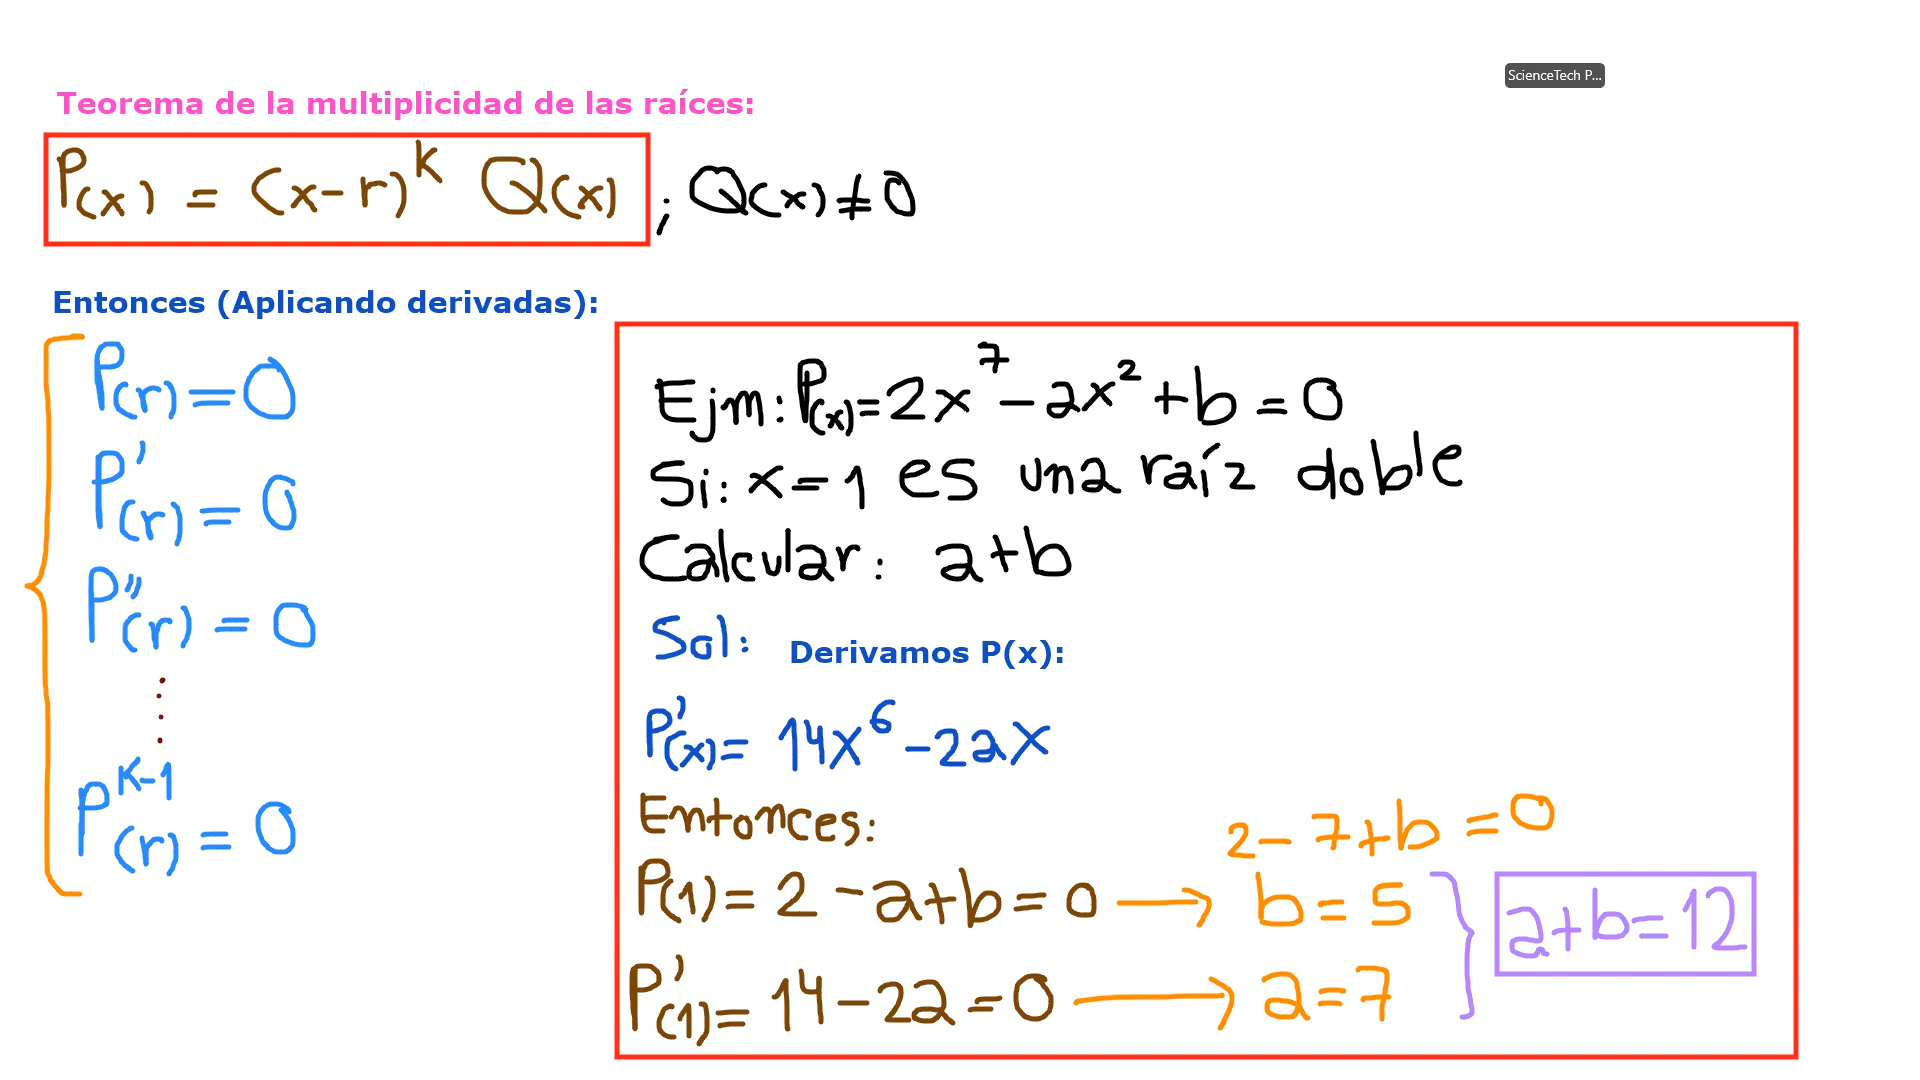 ScienceTech P...
Teorema de la multiplicidad de las raíces:
P(x) = (x-r)^k Q(x) ; Q(x) ≠ 0
Entonces (Aplicando derivadas):
P(r) = 0
P'(r) = 0
P''(r) = 0
⋮
P^{K-1}(r) = 0
Ejm: P(x) = 2x^7 - ax^2 + b = 0
Si: x = 1 es una raíz doble
Calcular: a+b
Sol: Derivamos P(x):
P'(x) = 14x^6 - 2ax
Entonces:
2 - 7 + b = 0
P(1) = 2 - a + b = 0 → b = 5
P'(1) = 14 - 2a = 0 → a = 7
a+b = 12